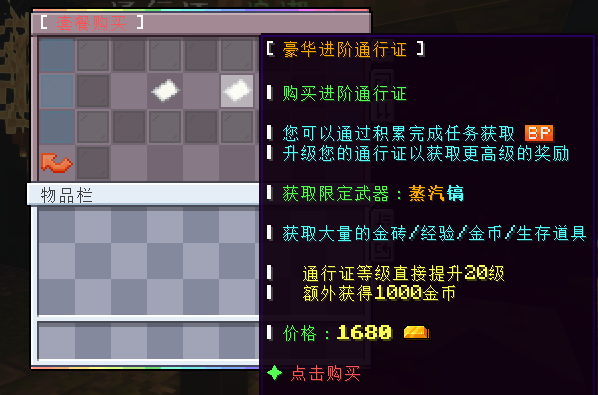 [ 查看购买 ]
[ 豪华进阶通行证 ]
购买进阶通行证
您可以通过积累完成任务获取 BP
升级您的通行证以获取更高级的奖励
获取限定武器：蒸汽镐
物品栏
获取大量的金砖/经验/金币/生存道具
通行证等级直接提升20级
额外获得1000金币
价格：1680
点击购买